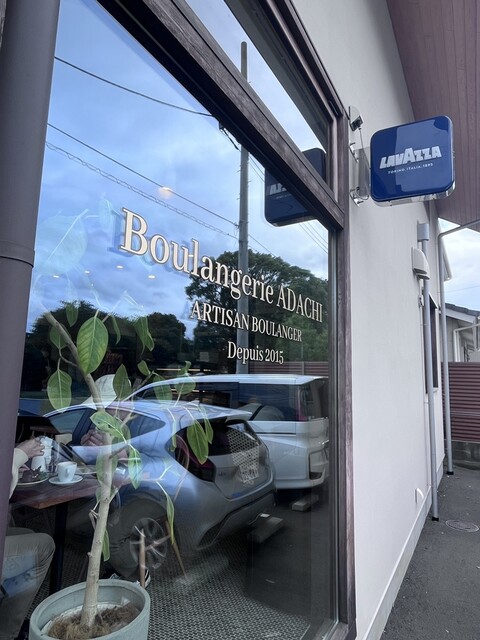 LAVAZZA
TORINO, ITALIA, 1895
Boulangerie ADACHI
ARTISAN BOULANGER
Depuis 2015